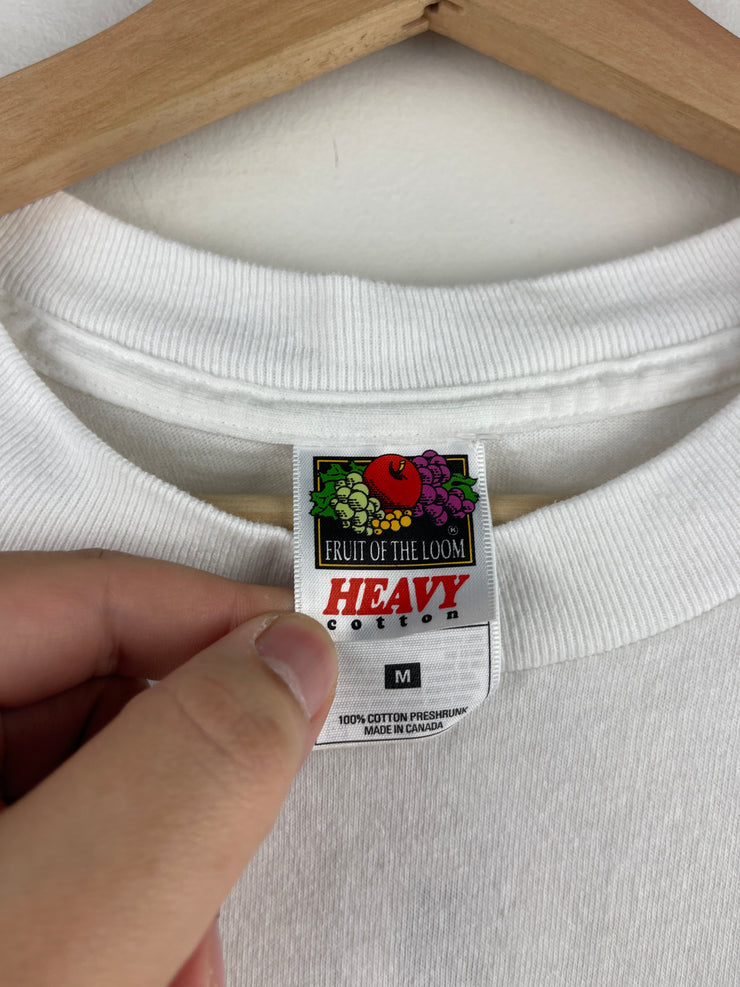 FRUIT OF THE LOOM
HEAVY
cotton
M
100% COTTON PRESHRUNK
MADE IN CANADA